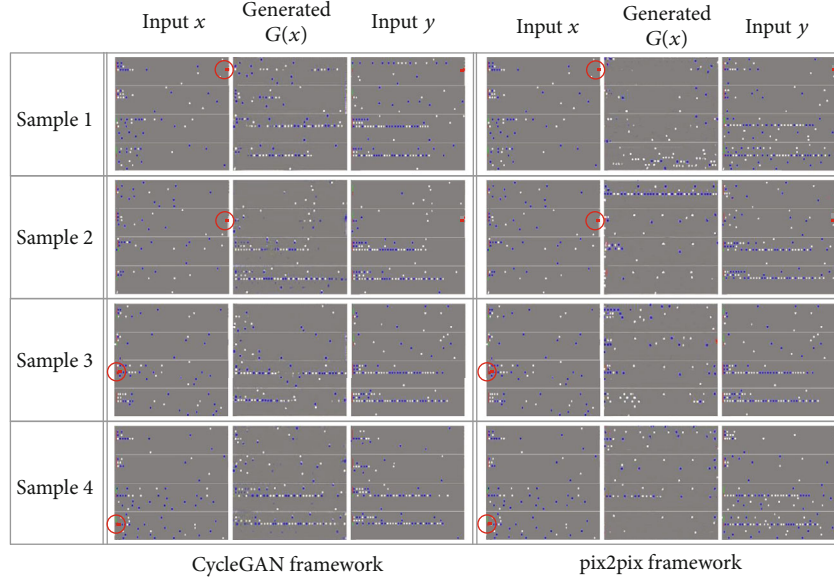 Input x
Generated
G(x)
Input y
Input x
Generated
G(x)
Input y
Sample 1
Sample 2
Sample 3
Sample 4
CycleGAN framework
pix2pix framework